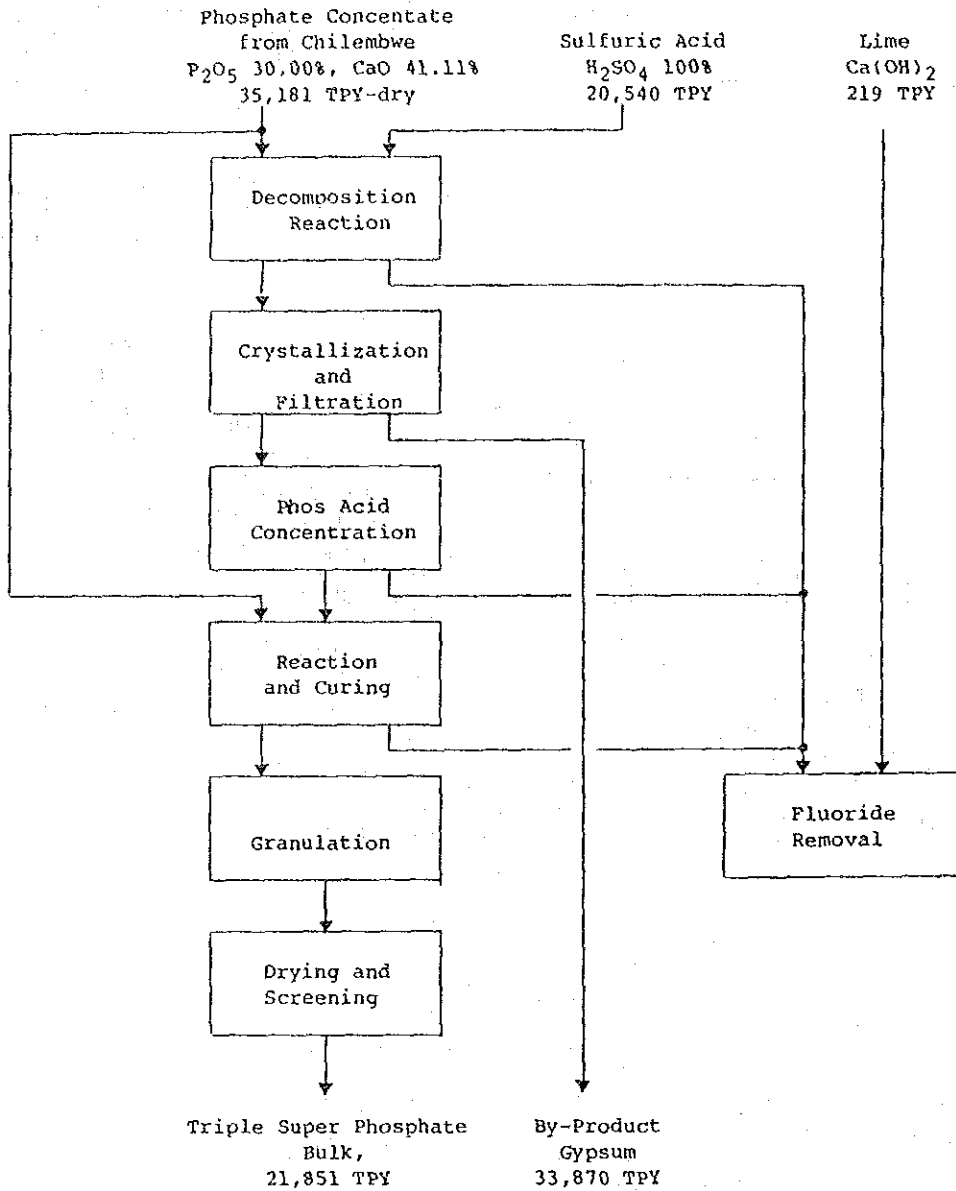 Phosphate Concentate
from Chilembwe
P₂O₅ 30.00%, CaO 41.11%
35,181 TPY-dry
Sulfuric Acid
H₂SO₄ 100%
20,540 TPY
Lime
Ca(OH)₂
219 TPY
Decomposition
Reaction
Crystallization
and
Filtration
Phos Acid
Concentration
Reaction
and Curing
Granulation
Fluoride
Removal
Drying and
Screening
Triple Super Phosphate
Bulk,
21,851 TPY
By-Product
Gypsum
33,870 TPY